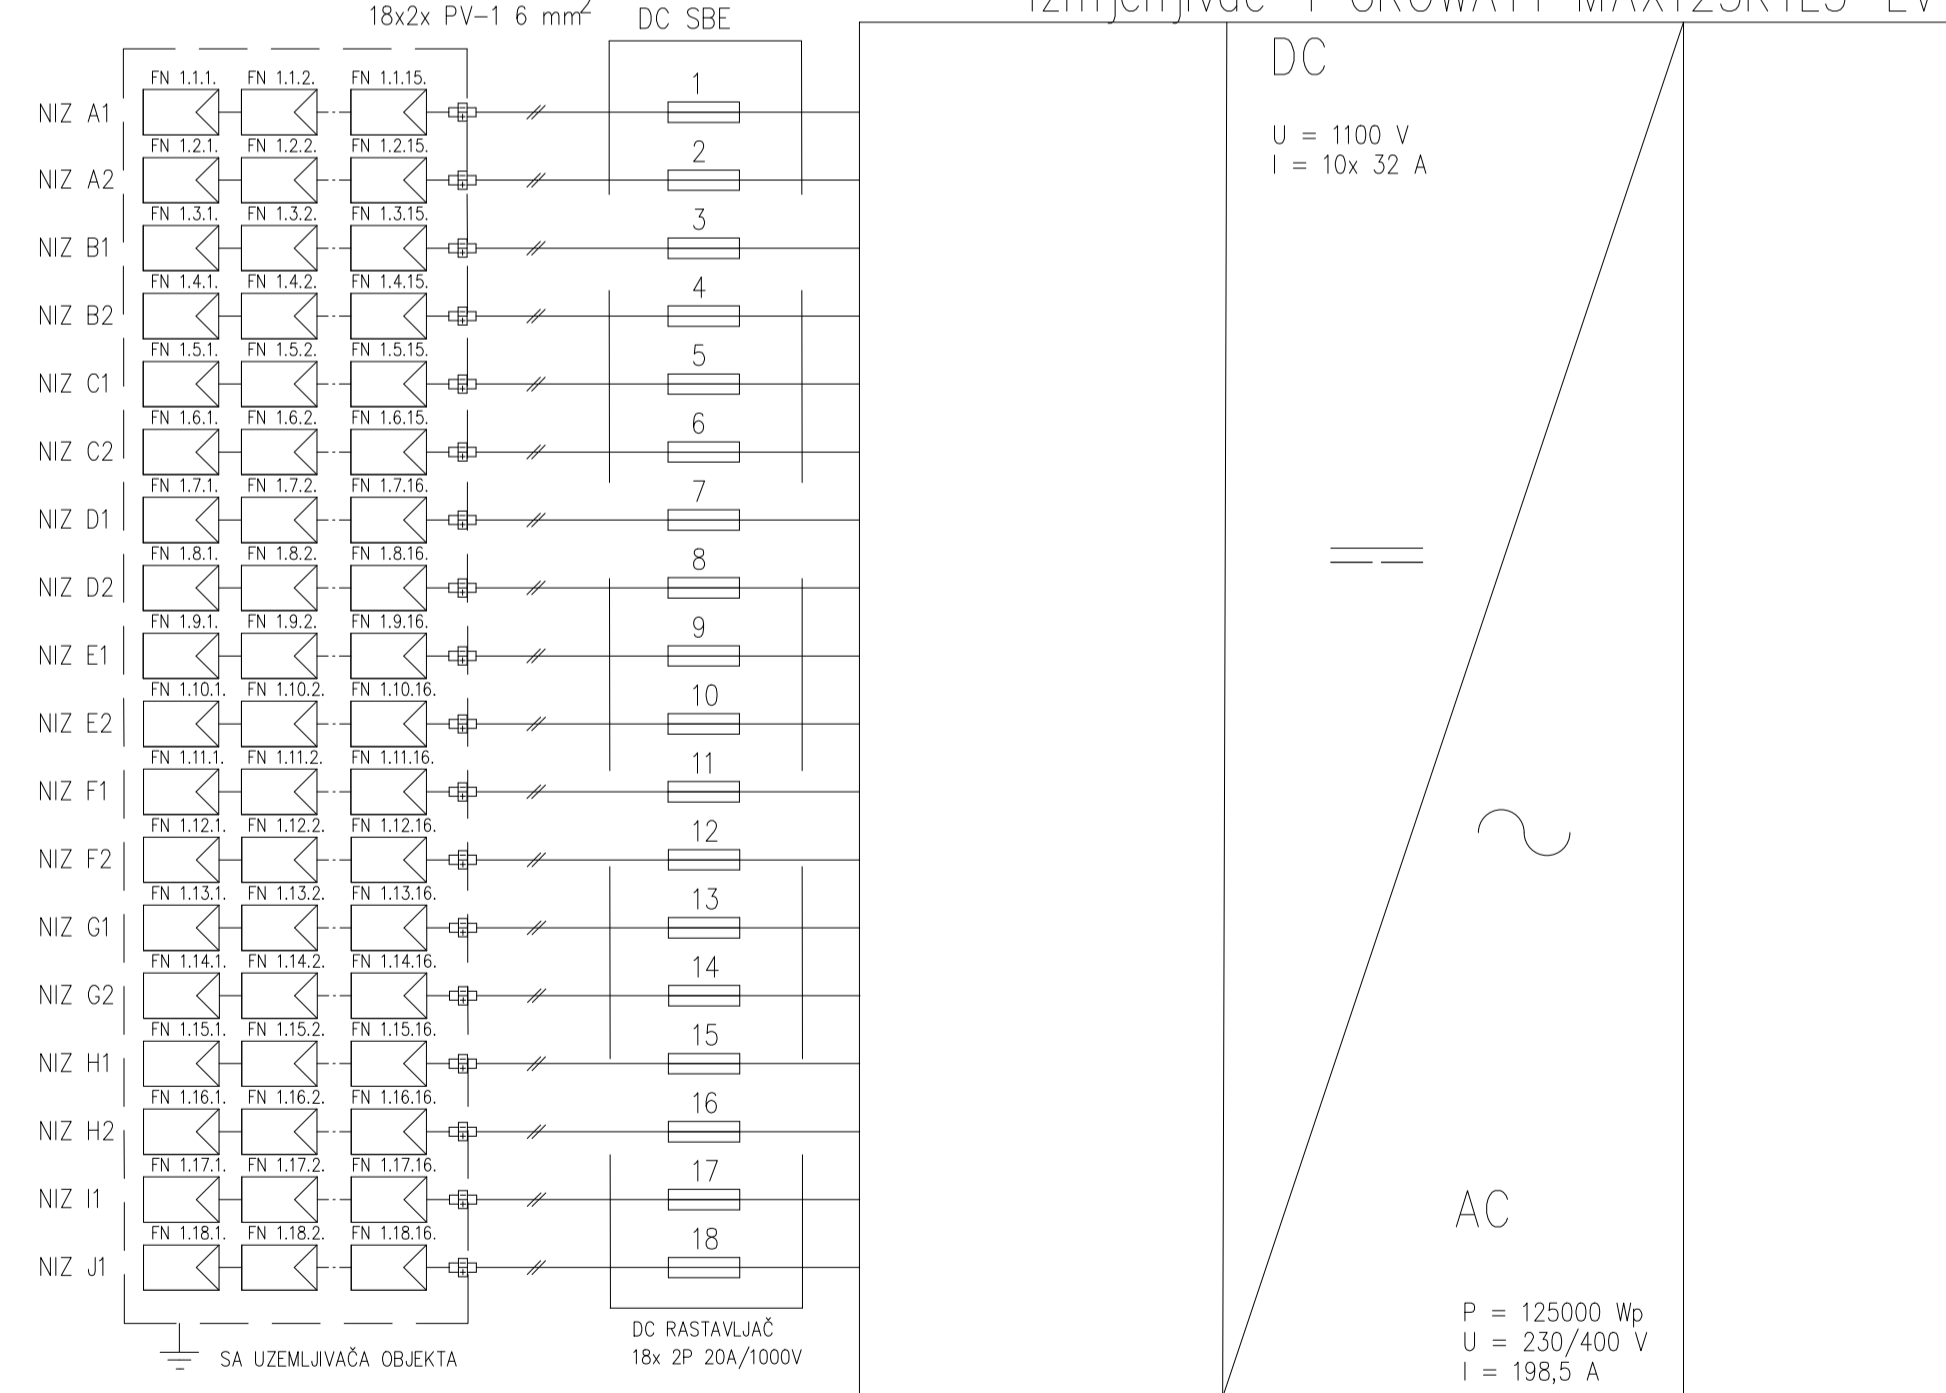 18x2x PV-1 6 mm²
DC SBE
DC
U = 1100 V
I = 10x 32 A
FN 1.1.1. FN 1.1.2. FN 1.1.15.
NIZ A1 1
FN 1.2.1. FN 1.2.2. FN 1.2.15.
NIZ A2 2
FN 1.3.1. FN 1.3.2. FN 1.3.15.
NIZ B1 3
FN 1.4.1. FN 1.4.2. FN 1.4.15.
NIZ B2 4
FN 1.5.1. FN 1.5.2. FN 1.5.15.
NIZ C1 5
FN 1.6.1. FN 1.6.2. FN 1.6.15.
NIZ C2 6
FN 1.7.1. FN 1.7.2. FN 1.7.16.
NIZ D1 7
FN 1.8.1. FN 1.8.2. FN 1.8.16.
NIZ D2 8
FN 1.9.1. FN 1.9.2. FN 1.9.16.
NIZ E1 9
FN 1.10.1. FN 1.10.2. FN 1.10.16.
NIZ E2 10
FN 1.11.1. FN 1.11.2. FN 1.11.16.
NIZ F1 11
FN 1.12.1. FN 1.12.2. FN 1.12.16.
NIZ F2 12
FN 1.13.1. FN 1.13.2. FN 1.13.16.
NIZ G1 13
FN 1.14.1. FN 1.14.2. FN 1.14.16.
NIZ G2 14
FN 1.15.1. FN 1.15.2. FN 1.15.16.
NIZ H1 15
FN 1.16.1. FN 1.16.2. FN 1.16.16.
NIZ H2 16
FN 1.17.1. FN 1.17.2. FN 1.17.16.
NIZ I1 17
FN 1.18.1. FN 1.18.2. FN 1.18.16.
NIZ J1 18
SA UZEMLJIVAČA OBJEKTA
DC RASTAVLJAČ
18x 2P 20A/1000V
AC
P = 125000 Wp
U = 230/400 V
I = 198,5 A